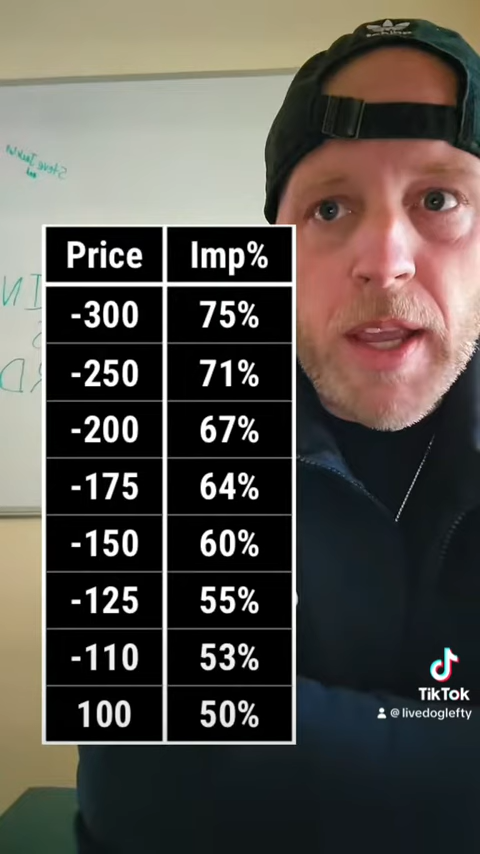 Price Imp%
-300 75%
-250 71%
-200 67%
-175 64%
-150 60%
-125 55%
-110 53%
100 50%
TikTok
@livedoglefty